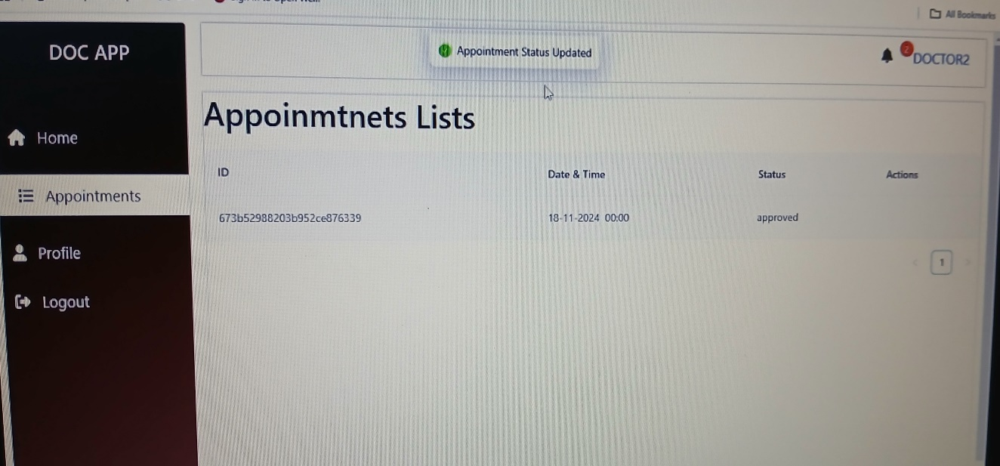 All Bookmarks
DOC APP
Appointment Status Updated
2
DOCTOR2
Home
Appointments
Profile
Logout
Appoinmtnets Lists
ID Date & Time Status Actions
673b52988203b952ce876339 18-11-2024 00:00 approved
< 1 >